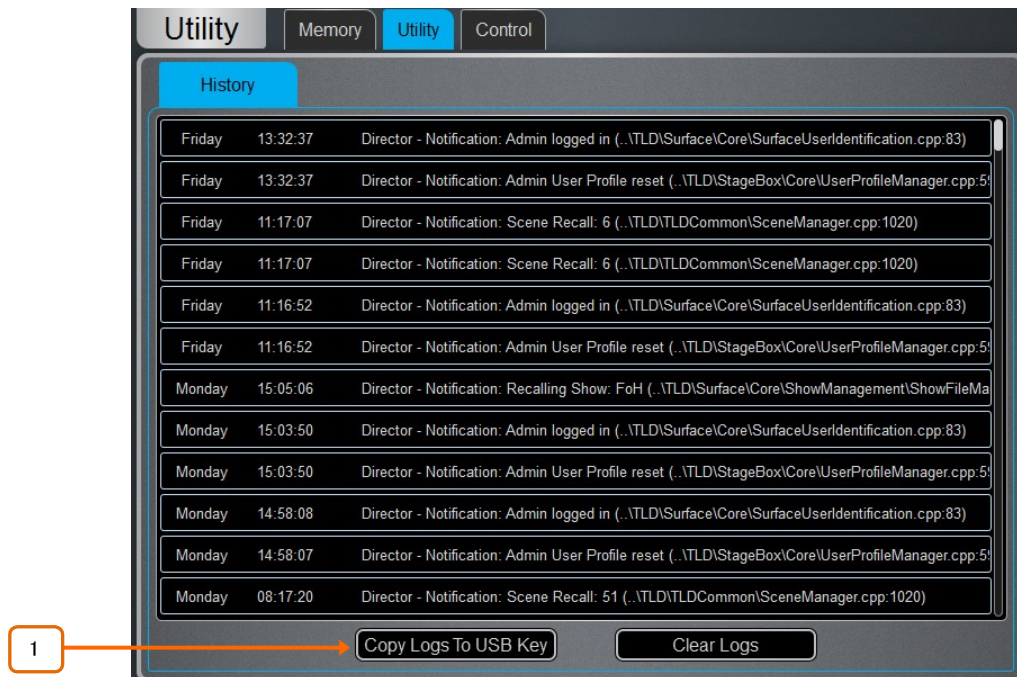 Utility Memory Utility Control
History
Friday 13:32:37 Director - Notification: Admin logged in (..\TLD\Surface\Core\SurfaceUserIdentification.cpp:83)
Friday 13:32:37 Director - Notification: Admin User Profile reset (..\TLD\StageBox\Core\UserProfileManager.cpp:5
Friday 11:17:07 Director - Notification: Scene Recall: 6 (..\TLD\TLDCommon\SceneManager.cpp:1020)
Friday 11:17:07 Director - Notification: Scene Recall: 6 (..\TLD\TLDCommon\SceneManager.cpp:1020)
Friday 11:16:52 Director - Notification: Admin logged in (..\TLD\Surface\Core\SurfaceUserIdentification.cpp:83)
Friday 11:16:52 Director - Notification: Admin User Profile reset (..\TLD\StageBox\Core\UserProfileManager.cpp:5
Monday 15:05:06 Director - Notification: Recalling Show: FoH (..\TLD\Surface\Core\ShowManagement\ShowFileMa
Monday 15:03:50 Director - Notification: Admin logged in (..\TLD\Surface\Core\SurfaceUserIdentification.cpp:83)
Monday 15:03:50 Director - Notification: Admin User Profile reset (..\TLD\StageBox\Core\UserProfileManager.cpp:5
Monday 14:58:08 Director - Notification: Admin logged in (..\TLD\Surface\Core\SurfaceUserIdentification.cpp:83)
Monday 14:58:07 Director - Notification: Admin User Profile reset (..\TLD\StageBox\Core\UserProfileManager.cpp:5
Monday 08:17:20 Director - Notification: Scene Recall: 51 (..\TLD\TLDCommon\SceneManager.cpp:1020)
1 Copy Logs To USB Key Clear Logs